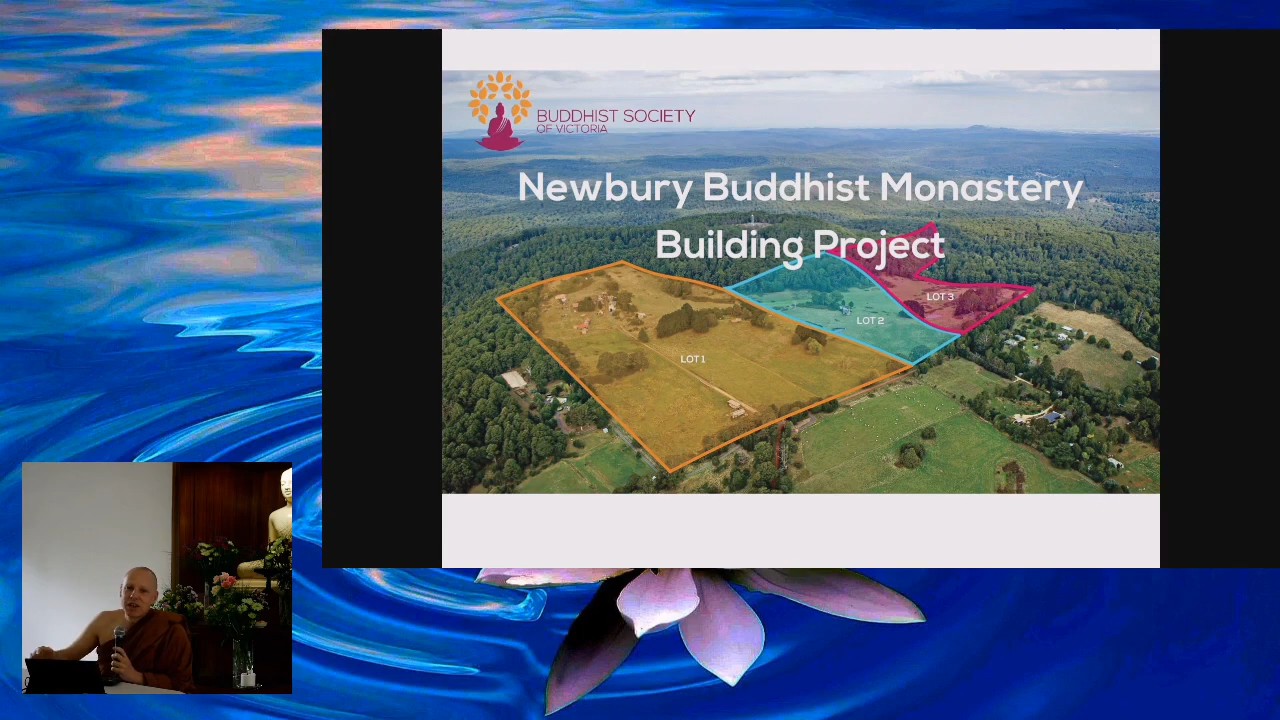 BUDDHIST SOCIETY
OF VICTORIA
Newbury Buddhist Monastery
Building Project
LOT 3
LOT 2
LOT 1